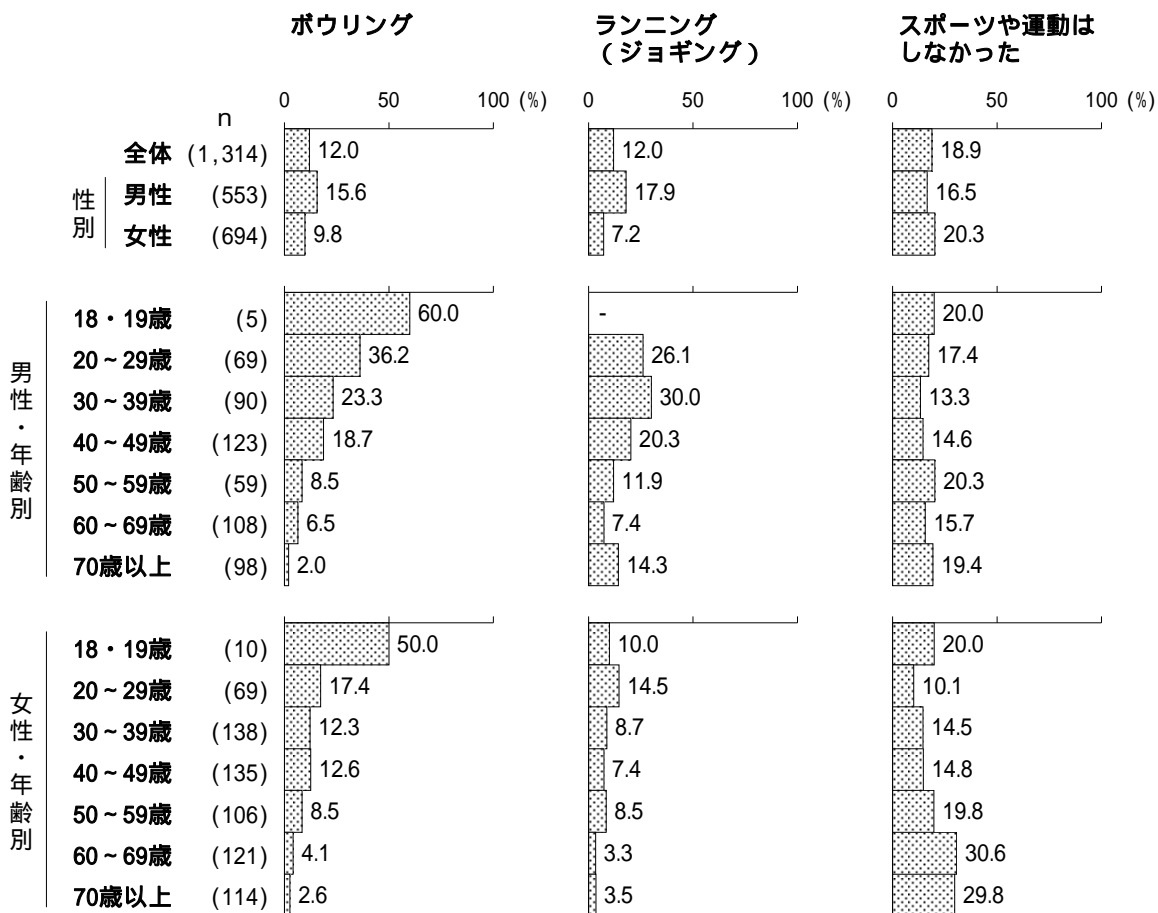 ボウリング ランニング スポーツや運動は
(ジョギング) しなかった
0 50 100 (%) 0 50 100 (%) 0 50 100 (%)
n
全体 (1,314) 12.0 12.0 18.9
性別
男性 (553) 15.6 17.9 16.5
女性 (694) 9.8 7.2 20.3
男性・年齢別
18・19歳 (5) 60.0 - 20.0
20~29歳 (69) 36.2 26.1 17.4
30~39歳 (90) 23.3 30.0 13.3
40~49歳 (123) 18.7 20.3 14.6
50~59歳 (59) 8.5 11.9 20.3
60~69歳 (108) 6.5 7.4 15.7
70歳以上 (98) 2.0 14.3 19.4
女性・年齢別
18・19歳 (10) 50.0 10.0 20.0
20~29歳 (69) 17.4 14.5 10.1
30~39歳 (138) 12.3 8.7 14.5
40~49歳 (135) 12.6 7.4 14.8
50~59歳 (106) 8.5 8.5 19.8
60~69歳 (121) 4.1 3.3 30.6
70歳以上 (114) 2.6 3.5 29.8